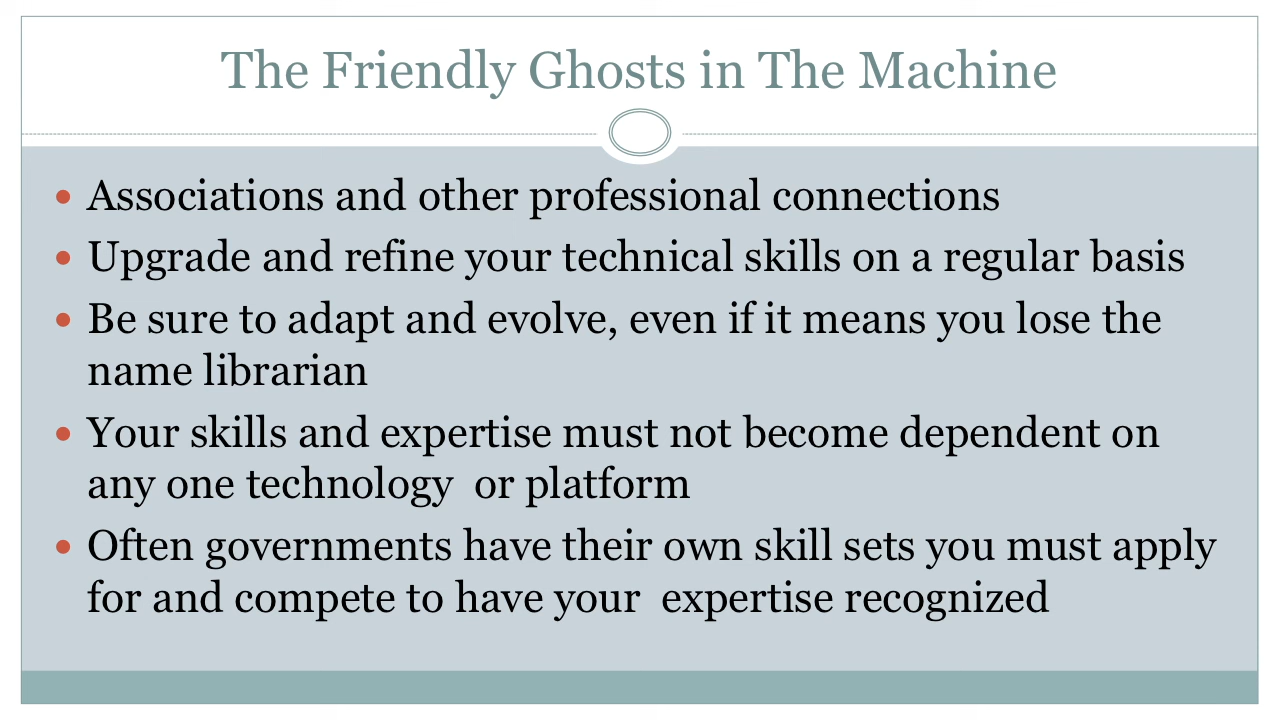 The Friendly Ghosts in The Machine
Associations and other professional connections
Upgrade and refine your technical skills on a regular basis
Be sure to adapt and evolve, even if it means you lose the
name librarian
Your skills and expertise must not become dependent on
any one technology  or platform
Often governments have their own skill sets you must apply
for and compete to have your  expertise recognized